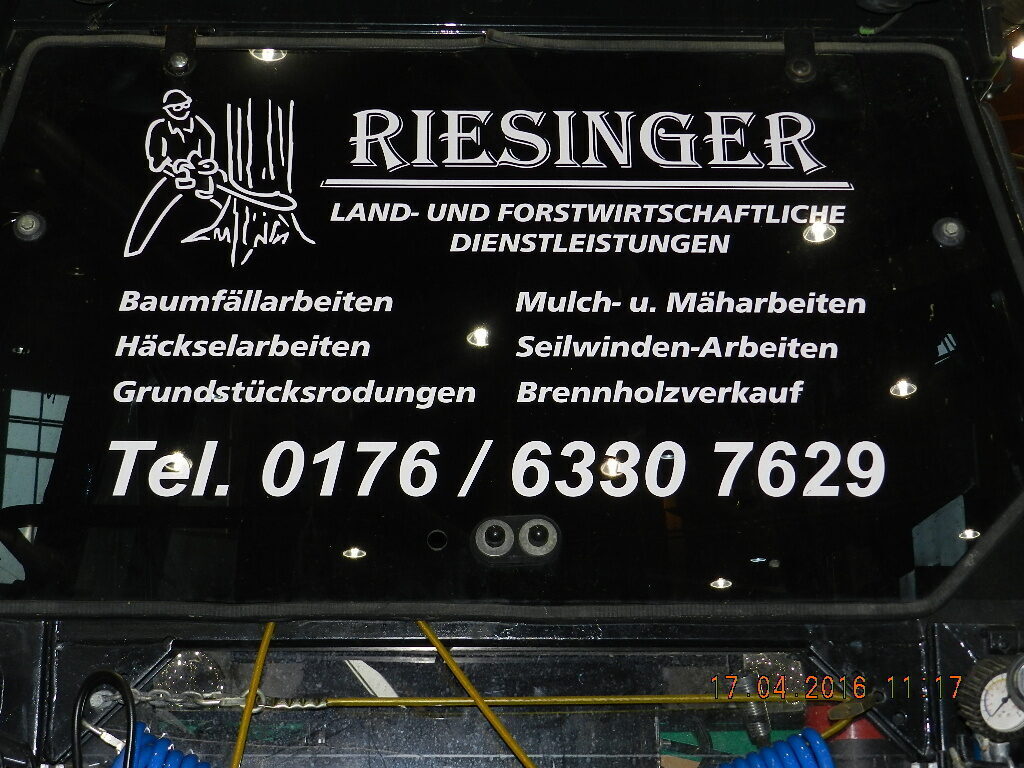 RIESINGER
LAND- UND FORSTWIRTSCHAFTLICHE
DIENSTLEISTUNGEN
Baumfällarbeiten
Häckselarbeiten
Grundstücksrodungen
Mulch- u. Mäharbeiten
Seilwinden-Arbeiten
Brennholzverkauf
Tel. 0176 / 6330 7629
17.04.2016 11:17